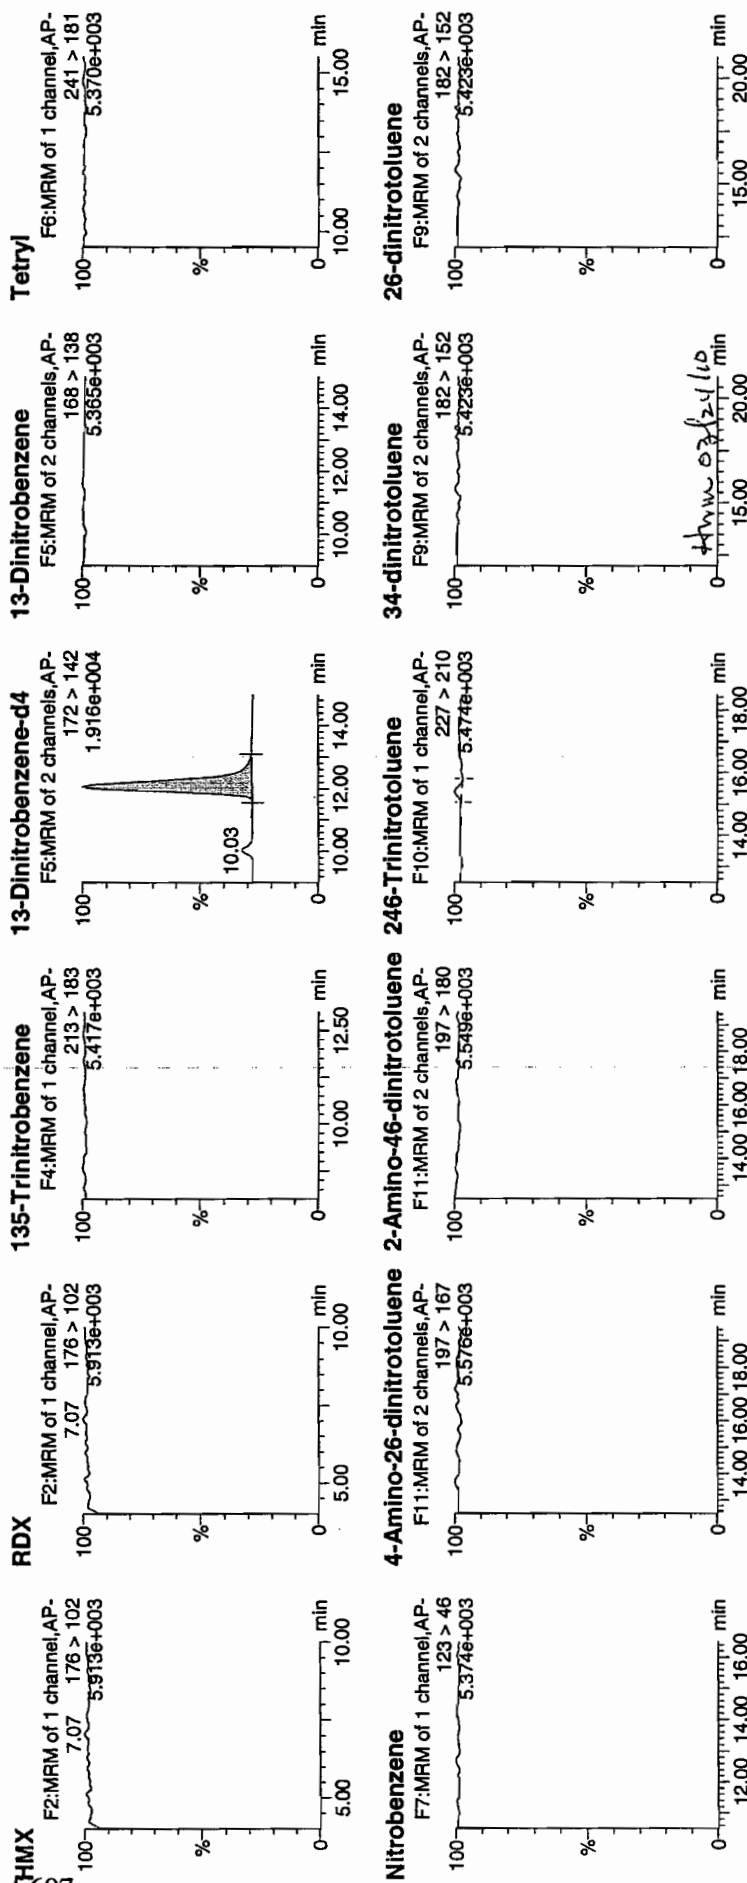 HMX
F2:MRM of 1 channel,AP-
176 > 102
5.913e+003
7.07
100
%
0
5.00 10.00 min
RDX
F2:MRM of 1 channel,AP-
176 > 102
5.913e+003
7.07
100
%
0
5.00 10.00 min
135-Trinitrobenzene
F4:MRM of 1 channel,AP-
213 > 183
5.417e+003
100
%
0
10.00 12.50 min
13-Dinitrobenzene-d4
F5:MRM of 2 channels,AP-
172 > 142
1.916e+004
100
10.03
%
0
10.00 12.00 14.00 min
13-Dinitrobenzene
F5:MRM of 2 channels,AP-
168 > 138
5.365e+003
100
%
0
10.00 12.00 14.00 min
Tetryl
F6:MRM of 1 channel,AP-
241 > 181
5.370e+003
100
%
0
10.00 15.00 min
Nitrobenzene
F7:MRM of 1 channel,AP-
123 > 46
5.374e+003
100
%
0
12.00 14.00 16.00 min
4-Amino-26-dinitrotoluene
F11:MRM of 2 channels,AP-
197 > 167
5.576e+003
100
%
0
14.00 16.00 18.00 min
2-Amino-46-dinitrotoluene
F11:MRM of 2 channels,AP-
197 > 180
5.549e+003
100
%
0
14.00 16.00 18.00 min
246-Trinitrotoluene
F10:MRM of 1 channel,AP-
227 > 210
5.474e+003
100
%
0
14.00 16.00 18.00 min
34-dinitrotoluene
F9:MRM of 2 channels,AP-
182 > 152
5.423e+003
100
%
03/24/10
0
15.00 20.00 min
26-dinitrotoluene
F9:MRM of 2 channels,AP-
182 > 152
5.423e+003
100
%
0
15.00 20.00 min